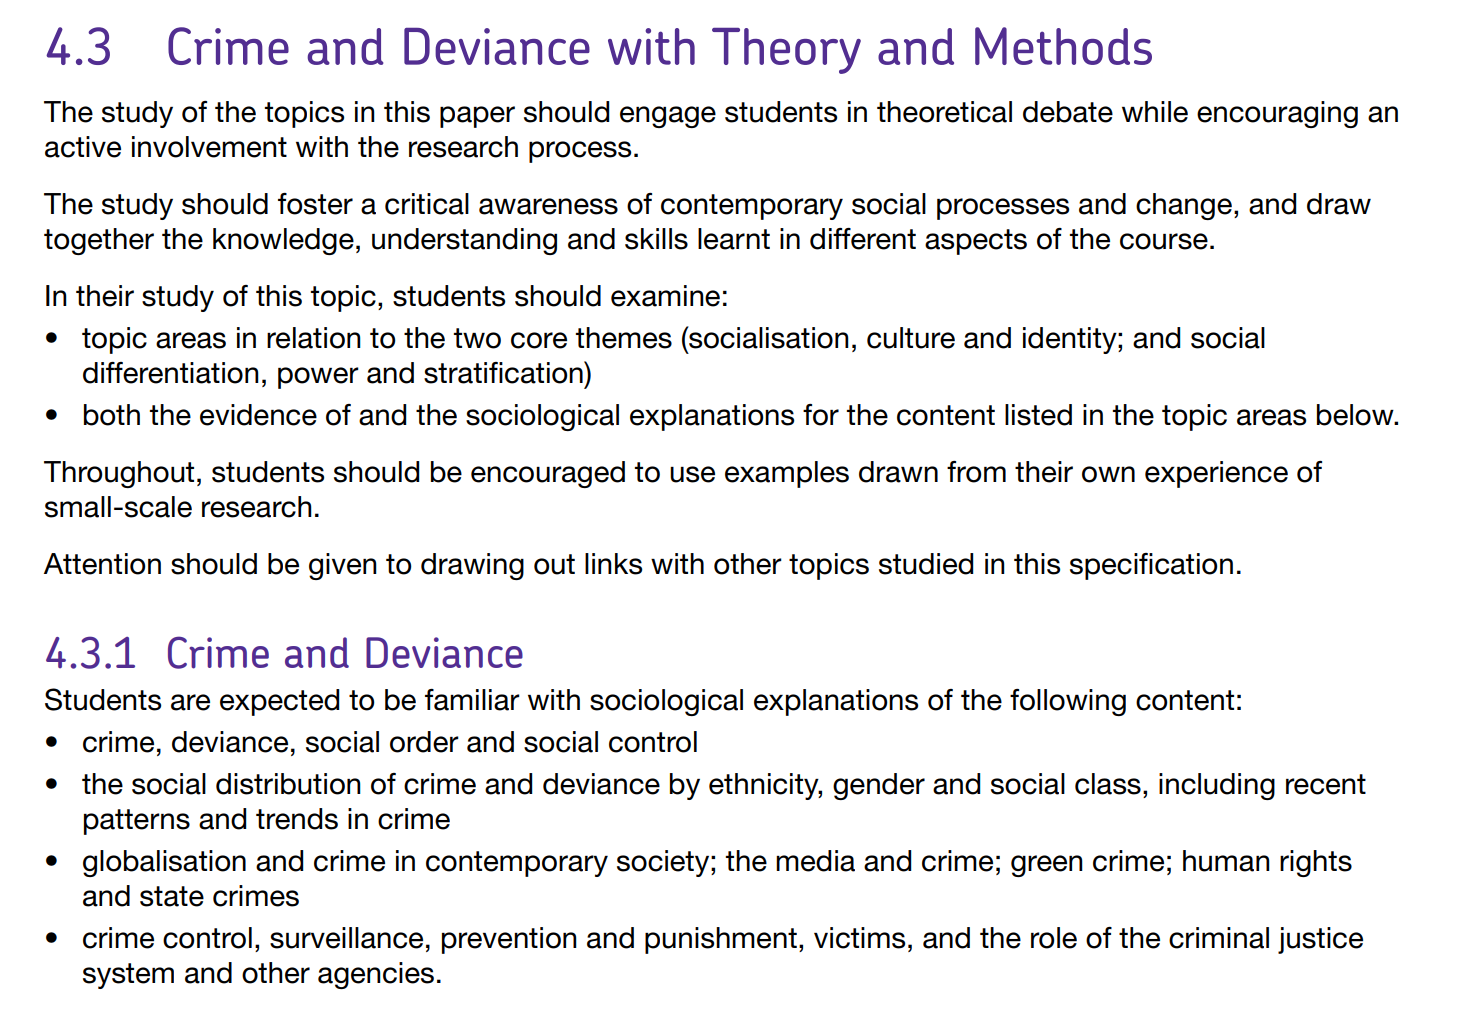 4.3 Crime and Deviance with Theory and Methods
The study of the topics in this paper should engage students in theoretical debate while encouraging an
active involvement with the research process.
The study should foster a critical awareness of contemporary social processes and change, and draw
together the knowledge, understanding and skills learnt in different aspects of the course.
In their study of this topic, students should examine:
• topic areas in relation to the two core themes (socialisation, culture and identity; and social
differentiation, power and stratification)
• both the evidence of and the sociological explanations for the content listed in the topic areas below.
Throughout, students should be encouraged to use examples drawn from their own experience of
small-scale research.
Attention should be given to drawing out links with other topics studied in this specification.
4.3.1 Crime and Deviance
Students are expected to be familiar with sociological explanations of the following content:
• crime, deviance, social order and social control
• the social distribution of crime and deviance by ethnicity, gender and social class, including recent
patterns and trends in crime
• globalisation and crime in contemporary society; the media and crime; green crime; human rights
and state crimes
• crime control, surveillance, prevention and punishment, victims, and the role of the criminal justice
system and other agencies.